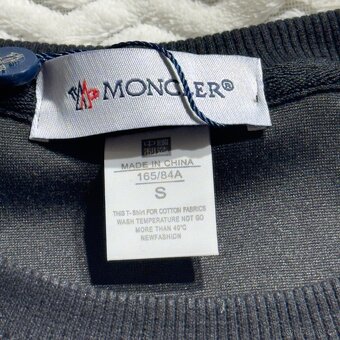 MONCLER®
MADE IN CHINA
165/84A
S
THIS T-SHIRT FOR COTTON FABRICS
WASH TEMPERATURE NOT GO
MORE THAN 40°C
NEWFASHION